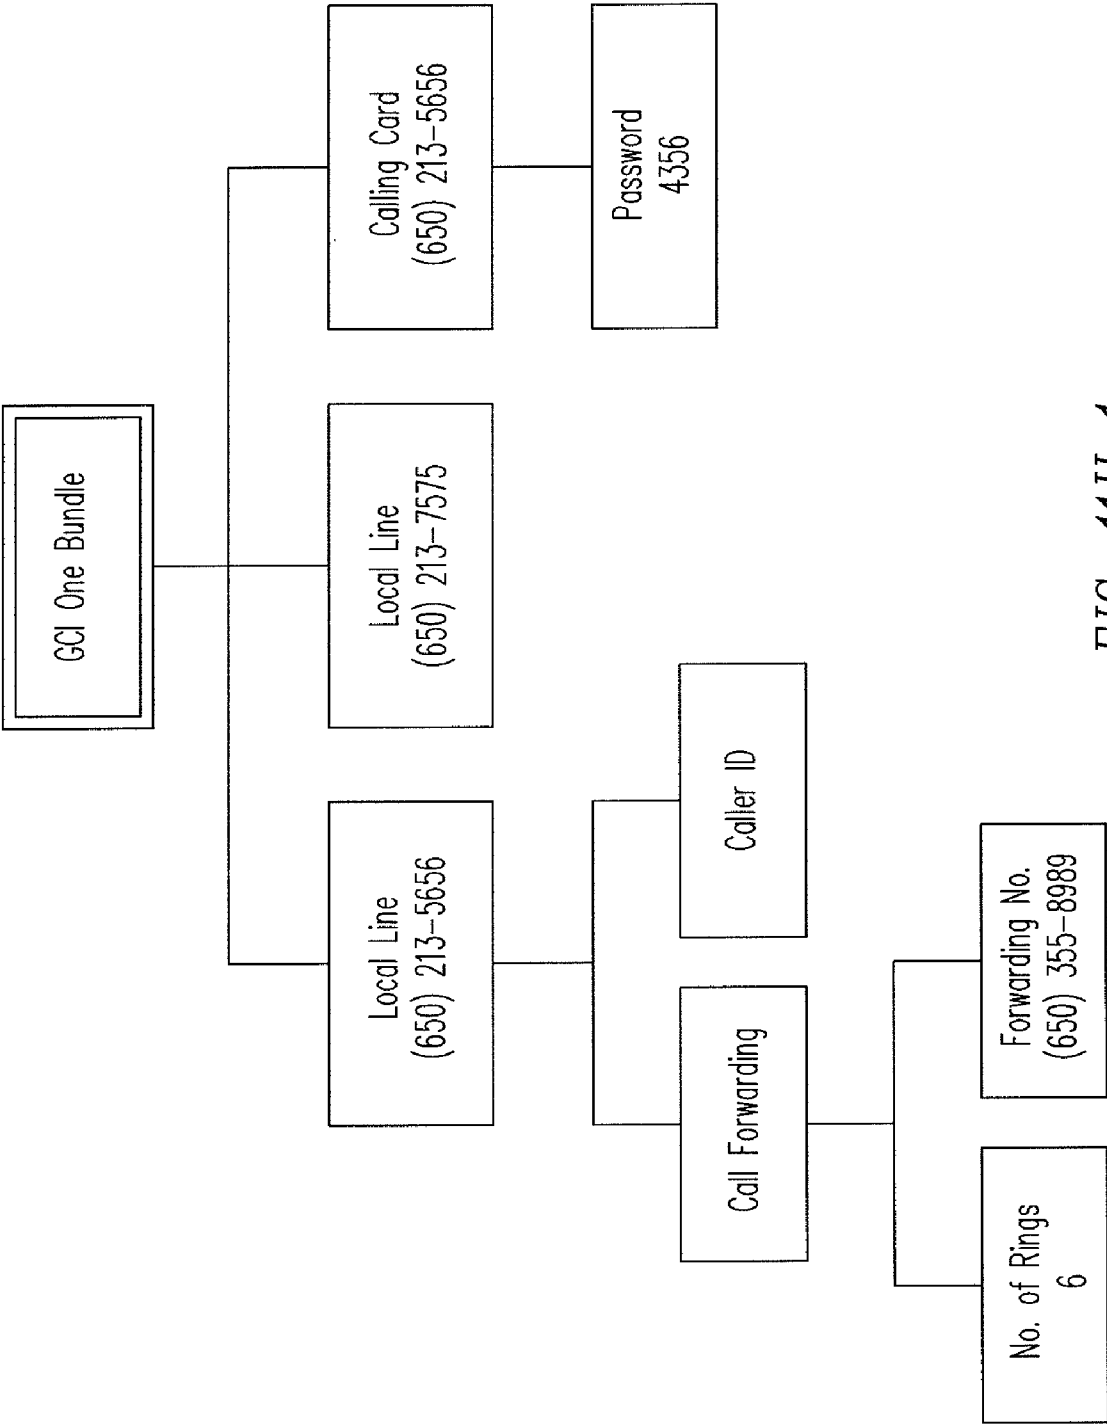 GCI One Bundle
Local Line
(650) 213-5656
Local Line
(650) 213-7575
Calling Card
(650) 213-5656
Call Forwarding
Caller ID
Password
4356
No. of Rings
6
Forwarding No.
(650) 355-8989